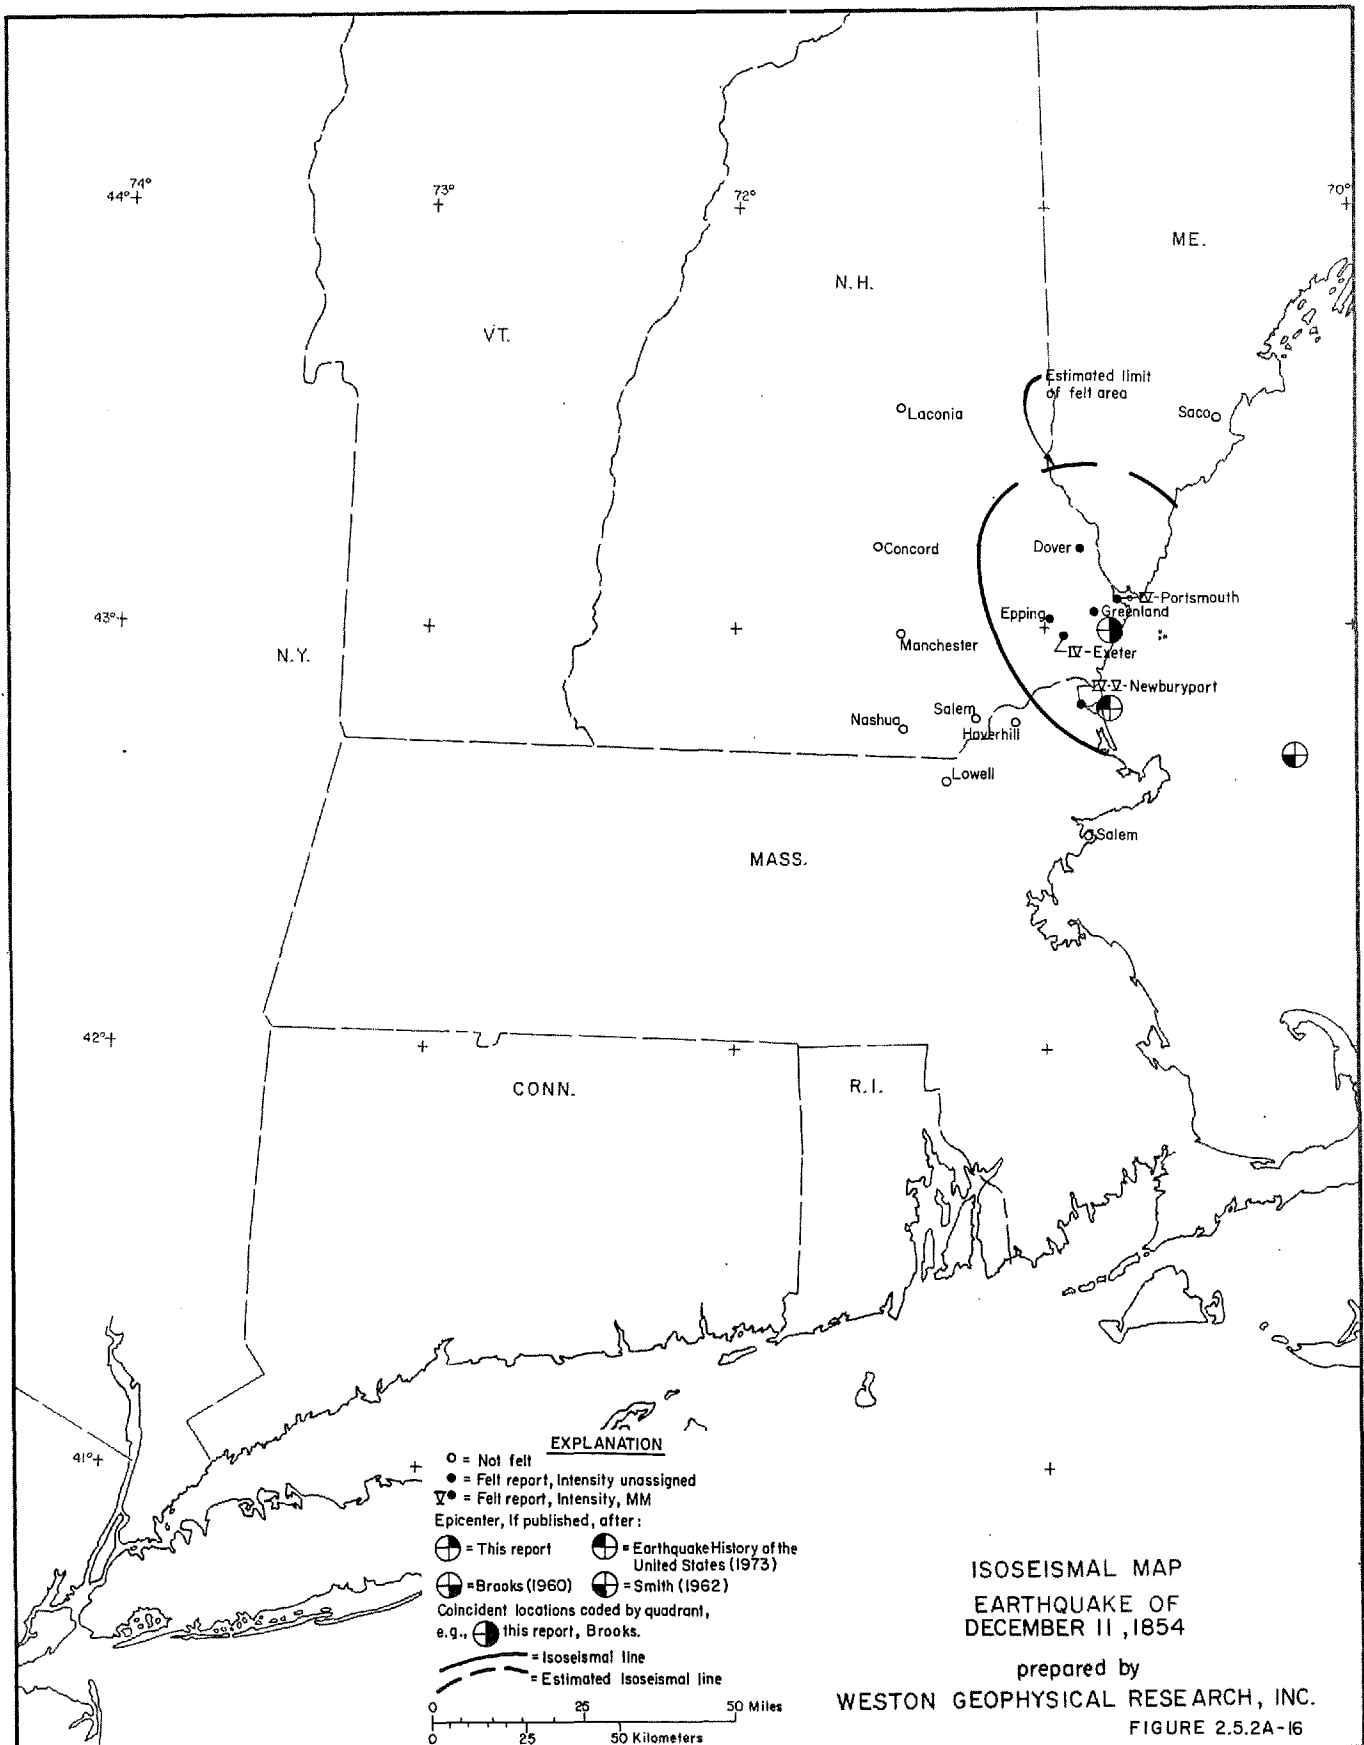 74°
44°
73°
72°
70°
ME.
N.H.
VT.
Estimated limit
of felt area
Laconia
Saco
Concord
Dover
IV-Portsmouth
43°
Epping
Greenland
N.Y.
Manchester
IV-Exeter
IV-V-Newburyport
Nashua
Salem
Haverhill
Lowell
Salem
MASS.
42°
CONN.
R.I.
41°
EXPLANATION
= Not felt
= Felt report, Intensity unassigned
V = Felt report, Intensity, MM
Epicenter, If published, after:
= This report
= Earthquake History of the
United States (1973)
= Brooks (1960)
= Smith (1962)
Coincident locations coded by quadrant,
e.g., this report, Brooks.
= Isoseismal line
= Estimated Isoseismal line
0 25 50 Miles
0 25 50 Kilometers
ISOSEISMAL MAP
EARTHQUAKE OF
DECEMBER 11, 1854
prepared by
WESTON GEOPHYSICAL RESEARCH, INC.
FIGURE 2.5.2A-16